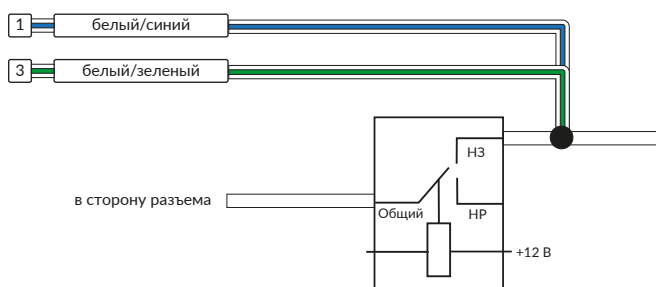 1 белый/синий
3 белый/зеленый
НЗ
в сторону разъема
Общий НР
+12 В